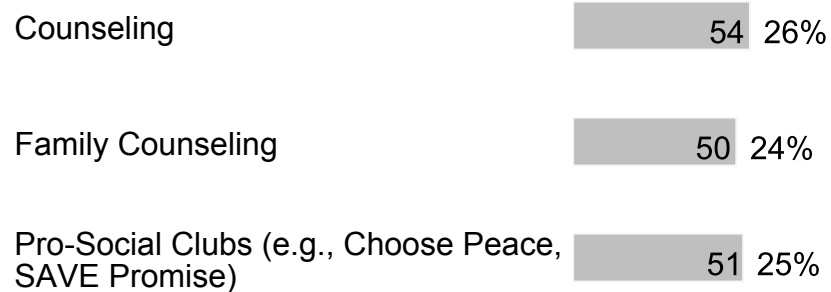 Counseling 54 26%
Family Counseling 50 24%
Pro-Social Clubs (e.g., Choose Peace,
SAVE Promise) 51 25%